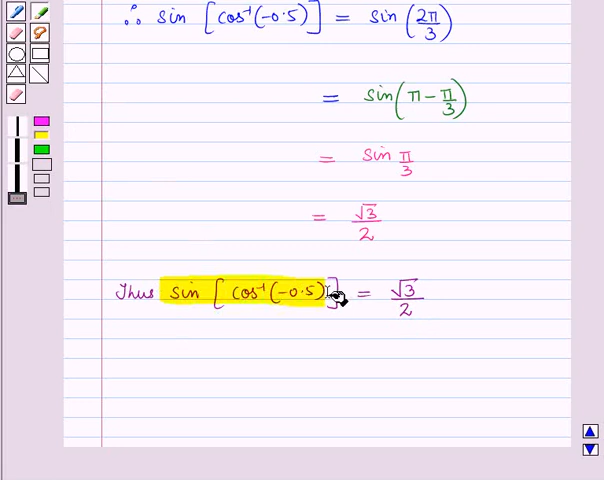 ∴ sin [cos⁻¹(-0.5)] = sin (2π/3)
= sin(π - π/3)
= sin π/3
= √3/2
Thus sin [cos⁻¹(-0.5)] = √3/2